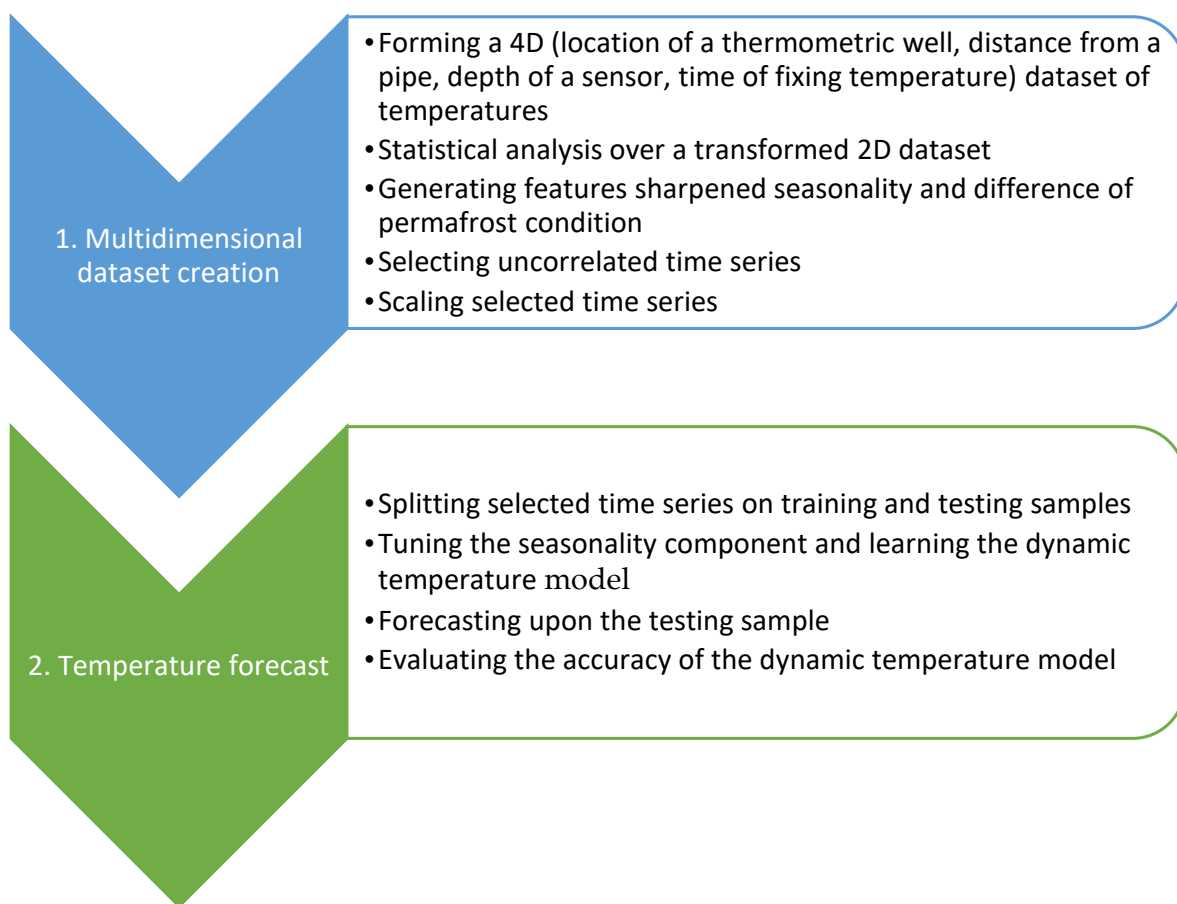 1. Multidimensional
dataset creation
•Forming a 4D (location of a thermometric well, distance from a
pipe, depth of a sensor, time of fixing temperature) dataset of
temperatures
•Statistical analysis over a transformed 2D dataset
•Generating features sharpened seasonality and difference of
permafrost condition
•Selecting uncorrelated time series
•Scaling selected time series
2. Temperature forecast
•Splitting selected time series on training and testing samples
•Tuning the seasonality component and learning the dynamic
temperature model
•Forecasting upon the testing sample
•Evaluating the accuracy of the dynamic temperature model